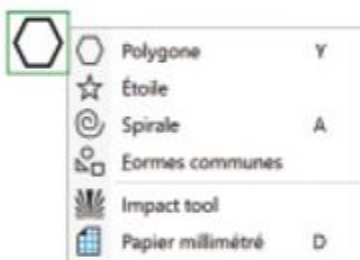 Polygone Y
Étoile
Spirale A
Formes communes
Impact tool
Papier millimétré D